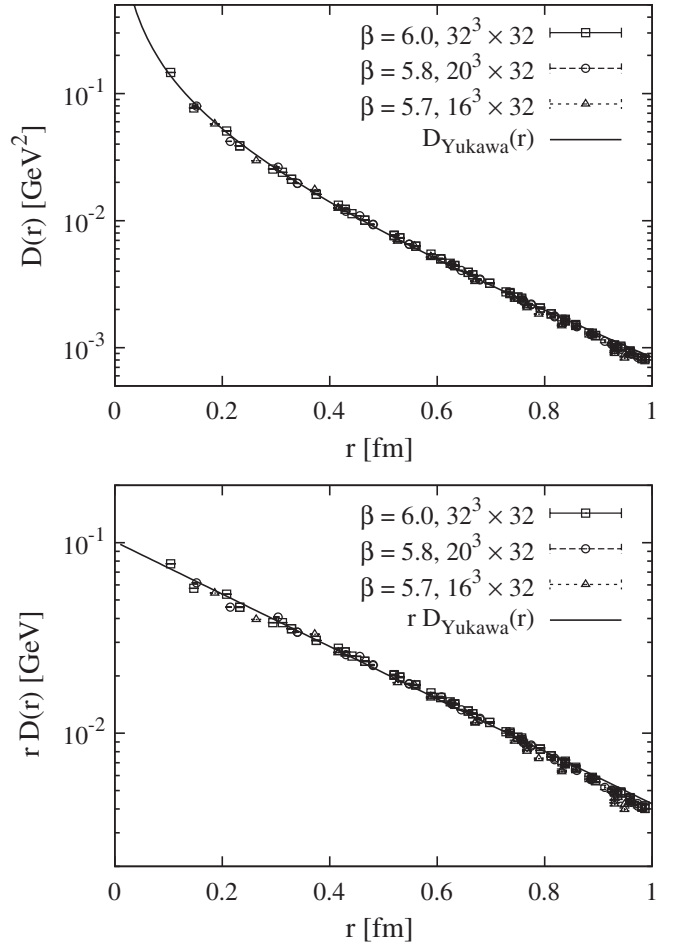 β = 6.0, 32³ × 32
β = 5.8, 20³ × 32
β = 5.7, 16³ × 32
D_Yukawa(r)
10⁻¹
10⁻²
10⁻³
D(r) [GeV²]
0 0.2 0.4 0.6 0.8 1
r [fm]
β = 6.0, 32³ × 32
β = 5.8, 20³ × 32
β = 5.7, 16³ × 32
r D_Yukawa(r)
10⁻¹
10⁻²
r D(r) [GeV]
0 0.2 0.4 0.6 0.8 1
r [fm]